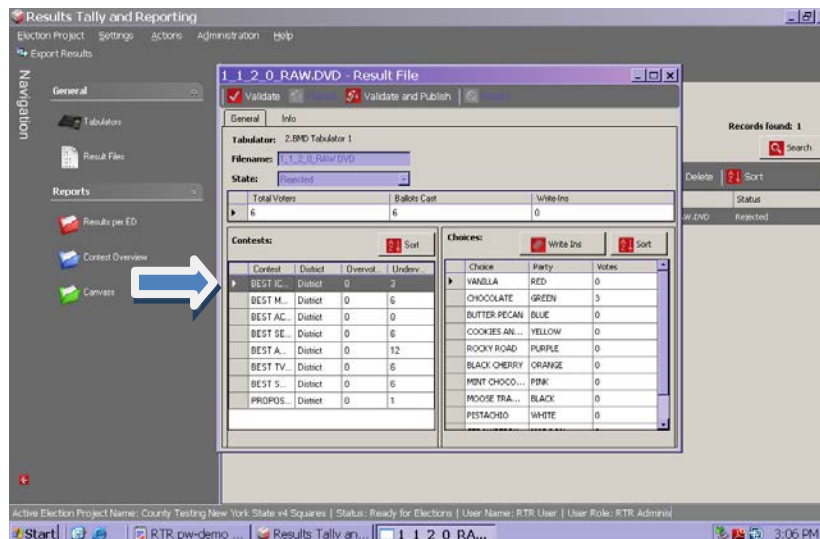 Results Tally and Reporting
Election Project Settings Actions Administration Help
Export Results
Navigation
General
Tabulators
Result Files
Reports
Results per ED
Contest Overview
Canvass
1_1_2_0_RAW.DVD - Result File
Validate Validate and Publish
General Info
Tabulator: 2.BMD Tabulator 1
Filename: 1_1_2_0_RAW.DVD
State: Rejected
Total Voters Ballots Cast Write-Ins
6 6 0
Contests: Sort
Contest District Overvot... Underv...
BEST IC... District 0 3
BEST M... District 0 6
BEST AC... District 0 0
BEST SE... District 0 6
BEST A... District 0 12
BEST TV... District 0 6
BEST S... District 0 6
PROPOS... District 0 1
Choices: Write Ins Sort
Choice Party Votes
VANILLA RED 0
CHOCOLATE GREEN 3
BUTTER PECAN BLUE 0
COOKIES AN... YELLOW 0
ROCKY ROAD PURPLE 0
BLACK CHERRY ORANGE 0
MINT CHOCO... PINK 0
MOOSE TRA... BLACK 0
PISTACHIO WHITE 0
Records found: 1
Search
Delete Sort
Status
W.DVD Rejected
Active Election Project Name: County Testing New York State v4 Squares | Status: Ready for Elections | User Name: RTR User | User Role: RTR Adminis
Start RTR pw-demo ... Results Tally an... 1_1_2_0_RA... 3:06 PM